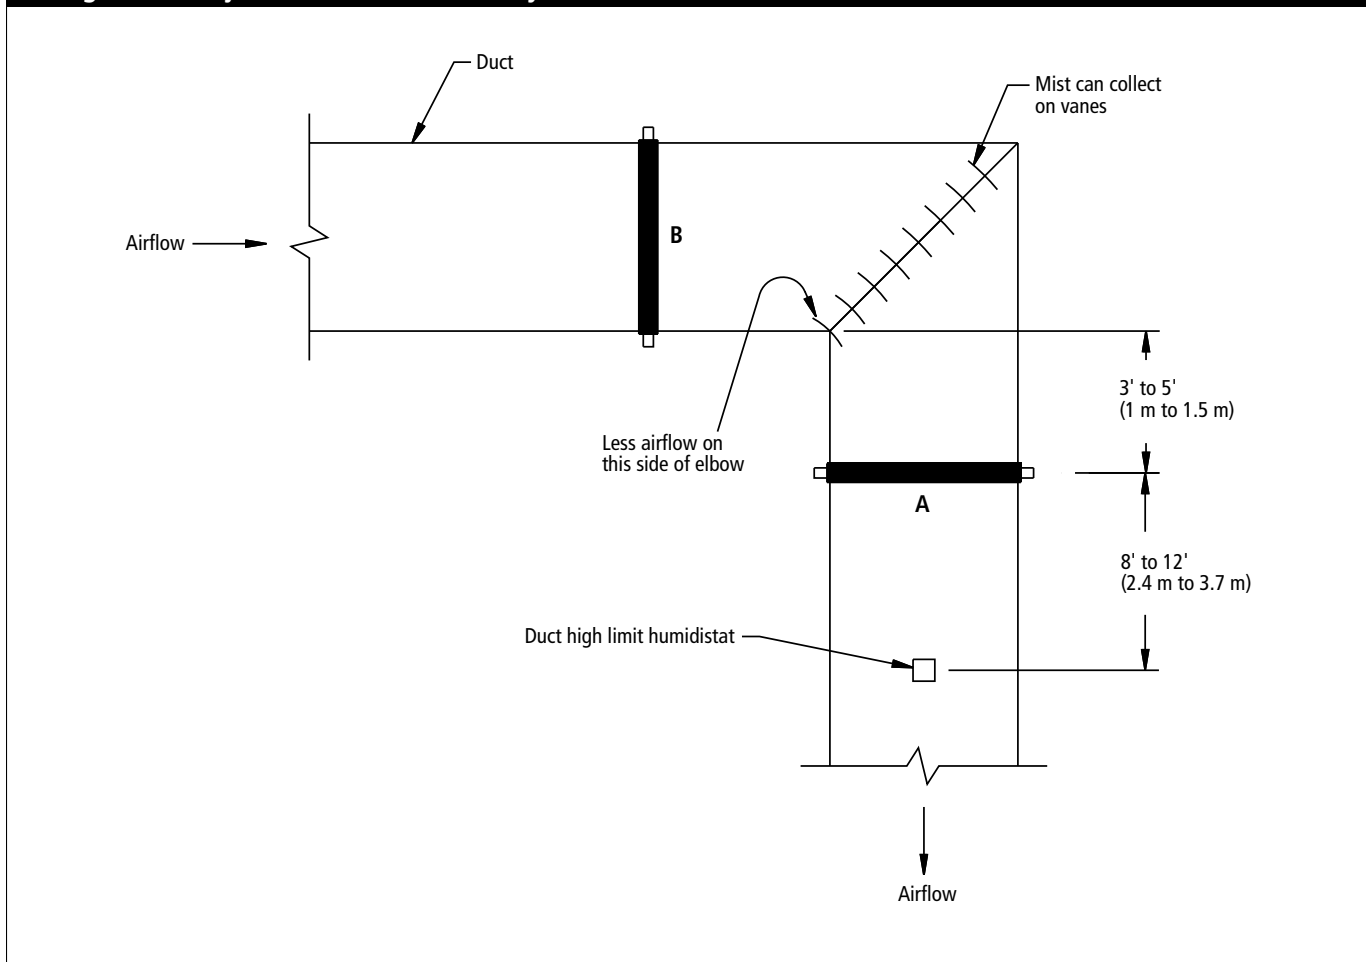 Duct
Mist can collect
on vanes
Airflow
B
3' to 5'
(1 m to 1.5 m)
Less airflow on
this side of elbow
A
8' to 12'
(2.4 m to 3.7 m)
Duct high limit humidistat
Airflow